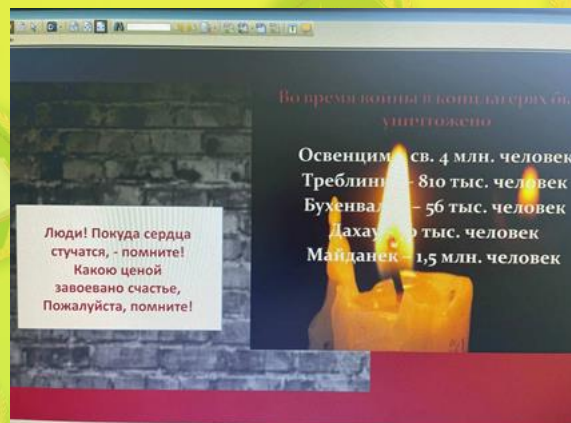 Люди! Покуда сердца
стучатся, - помните!
Какою ценой
завоевано счастье,
Пожалуйста, помните!
Во время войны в концлагерях
уничтожено
Освенцим св. 4 млн. человек
– 810 тыс. человек
– 56 тыс. человек
тыс. человек
Майданек – 1,5 млн. человек